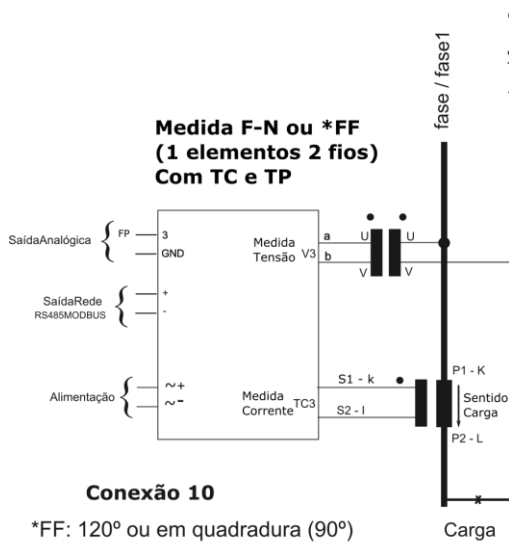 fase / fase1
Medida F-N ou *FF
(1 elementos 2 fios)
Com TC e TP
SaídaAnalógica
FP
3
GND
Medida
Tensão
V3
a
b
U
U
V
V
SaídaRede
RS485MODBUS
+
-
Alimentação
~+
~-
Medida
Corrente
TC3
S1 - k
S2 - l
P1 - K
Sentido
Carga
P2 - L
Conexão 10
*FF: 120º ou em quadradura (90º)
Carga